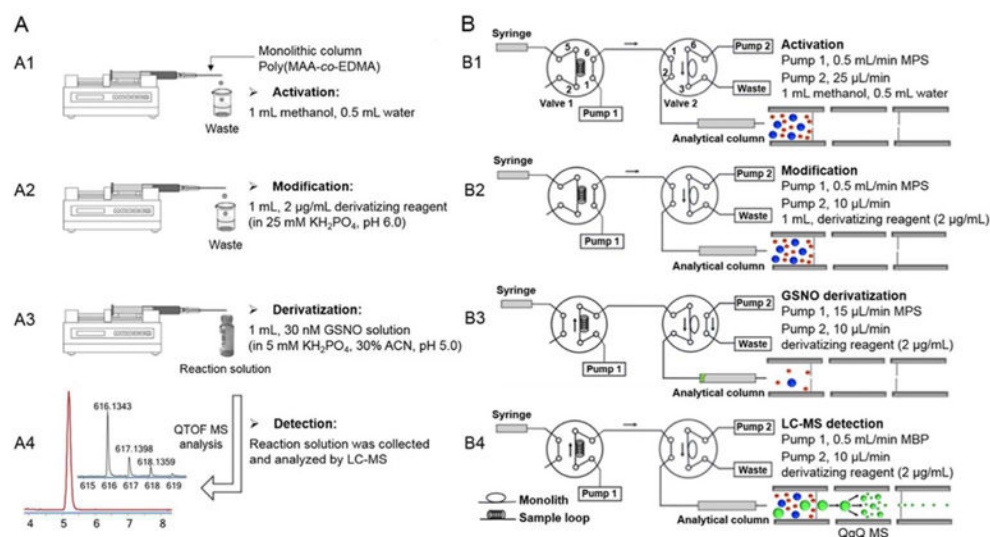 A
A1
Monolithic column
Poly(MAA-co-EDMA)
➢ Activation:
1 mL methanol, 0.5 mL water
Waste
A2
➢ Modification:
1 mL, 2 µg/mL derivatizing reagent
(in 25 mM KH₂PO₄, pH 6.0)
Waste
A3
➢ Derivatization:
1 mL, 30 nM GSNO solution
(in 5 mM KH₂PO₄, 30% ACN, pH 5.0)
Reaction solution
A4
616.1343
617.1398
618.1359
615 616 617 618 619
4 5 6 7 8
QTOF MS
analysis
➢ Detection:
Reaction solution was collected
and analyzed by LC-MS
B
B1
Syringe
5 6
2 1
Valve 1
Pump 1
1 6
2
3
Valve 2
Pump 2
Waste
Analytical column
Activation
Pump 1, 0.5 mL/min MPS
Pump 2, 25 µL/min
1 mL methanol, 0.5 mL water
B2
Syringe
Pump 1
Pump 2
Waste
Analytical column
Modification
Pump 1, 0.5 mL/min MPS
Pump 2, 10 µL/min
1 mL, derivatizing reagent (2 µg/mL)
B3
Syringe
Pump 1
Pump 2
Waste
Analytical column
GSNO derivatization
Pump 1, 15 µL/min MPS
Pump 2, 10 µL/min
derivatizing reagent (2 µg/mL)
B4
Syringe
Pump 1
Pump 2
Waste
Analytical column
LC-MS detection
Pump 1, 0.5 mL/min MBP
Pump 2, 10 µL/min
derivatizing reagent (2 µg/mL)
Monolith
Sample loop
QqQ MS